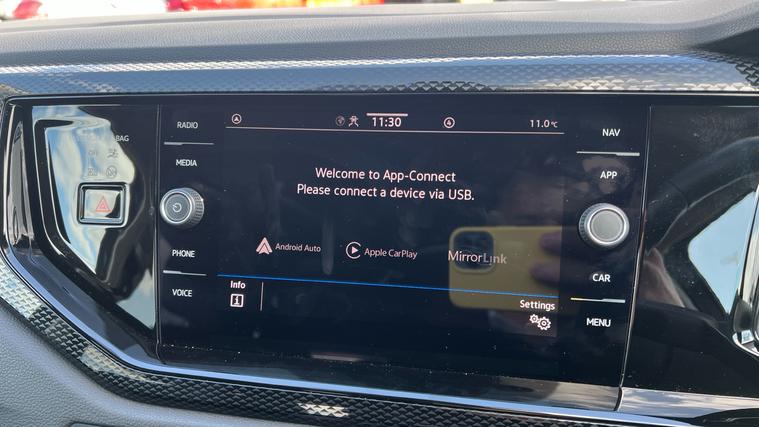 BAG
OFF
RADIO
MEDIA
PHONE
VOICE
11:30
11.0°C
Welcome to App-Connect
Please connect a device via USB.
Android Auto
Apple CarPlay
MirrorLink
Info
i
Settings
NAV
APP
CAR
MENU